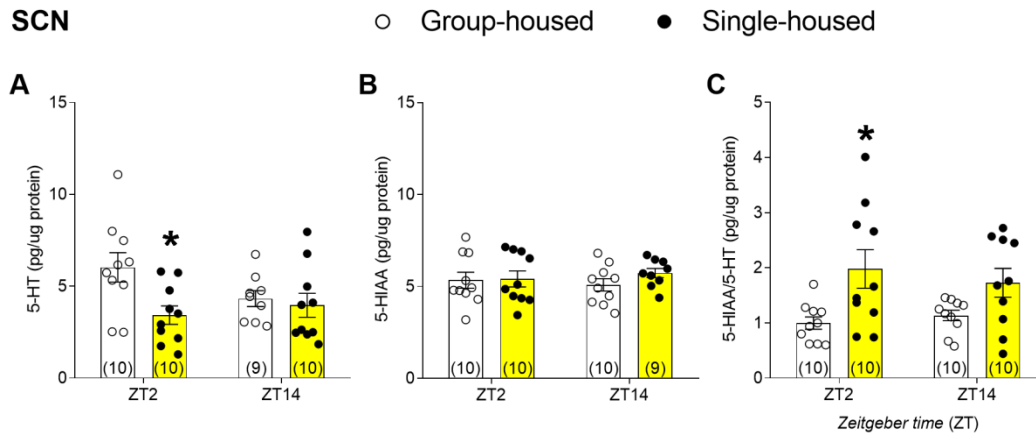 SCN
Group-housed Single-housed
A
5-HT (pg/ug protein)
15
10
5
0
*
(10) (10) (9) (10)
ZT2 ZT14
B
5-HIAA (pg/ug protein)
15
10
5
0
(10) (10) (10) (9)
ZT2 ZT14
C
5-HIAA/5-HT (pg/ug protein)
5
4
3
2
1
0
*
(10) (10) (10) (10)
ZT2 ZT14
Zeitgeber time (ZT)